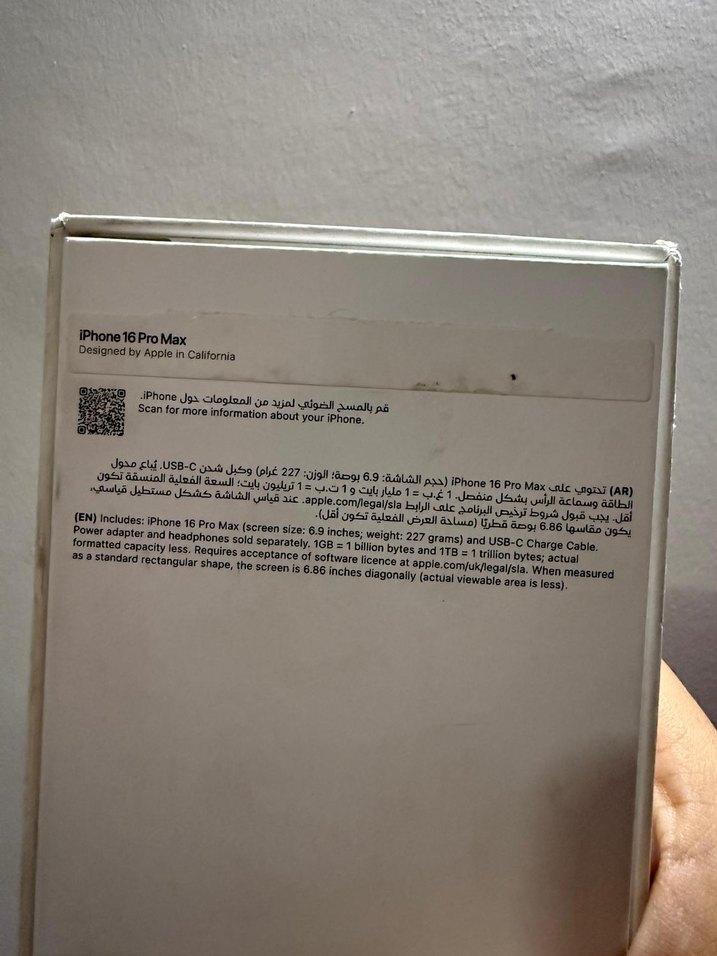 iPhone 16 Pro Max
Designed by Apple in California
قم بالمسح الضوئي لمزيد من المعلومات حول iPhone.
Scan for more information about your iPhone.
(AR) تحتوي على iPhone 16 Pro Max (حجم الشاشة: 6.9 بوصة؛ الوزن: 227 غرام) وكبل شحن USB-C. يُباع محول
الطاقة وسماعة الرأس بشكل منفصل. 1 غ.ب = 1 مليار بايت و 1 ت.ب = 1 تريليون بايت؛ السعة الفعلية المنسقة تكون
أقل. يجب قبول شروط ترخيص البرنامج على الرابط apple.com/legal/sla. عند قياس الشاشة كشكل مستطيل قياسي،
يكون مقاسها 6.86 بوصة قطريًا (مساحة العرض الفعلية تكون أقل).
(EN) Includes: iPhone 16 Pro Max (screen size: 6.9 inches; weight: 227 grams) and USB-C Charge Cable.
Power adapter and headphones sold separately. 1GB = 1 billion bytes and 1TB = 1 trillion bytes; actual
formatted capacity less. Requires acceptance of software licence at apple.com/uk/legal/sla. When measured
as a standard rectangular shape, the screen is 6.86 inches diagonally (actual viewable area is less).